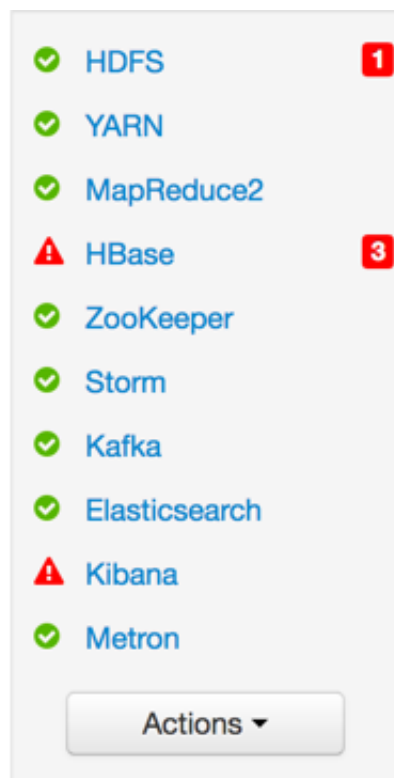 HDFS 1
YARN
MapReduce2
HBase 3
ZooKeeper
Storm
Kafka
Elasticsearch
Kibana
Metron
Actions